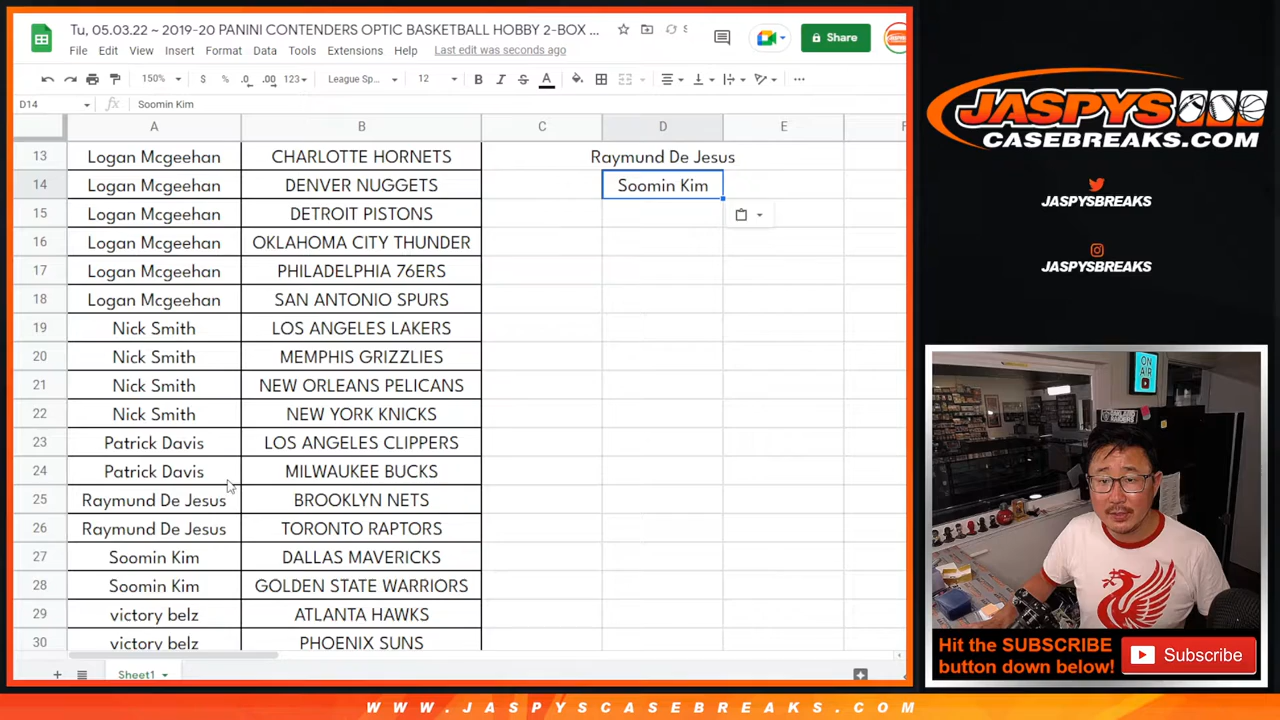 Tu, 05.03.22 ~ 2019-20 PANINI CONTENDERS OPTIC BASKETBALL HOBBY 2-BOX ...
File Edit View Insert Format Data Tools Extensions Help Last edit was seconds ago
Share
150% $ % .0 .00 123 League Sp... 12 B I S A
D14 fx Soomin Kim
A B C D E F
13 Logan Mcgeehan CHARLOTTE HORNETS Raymund De Jesus
14 Logan Mcgeehan DENVER NUGGETS Soomin Kim
15 Logan Mcgeehan DETROIT PISTONS
16 Logan Mcgeehan OKLAHOMA CITY THUNDER
17 Logan Mcgeehan PHILADELPHIA 76ERS
18 Logan Mcgeehan SAN ANTONIO SPURS
19 Nick Smith LOS ANGELES LAKERS
20 Nick Smith MEMPHIS GRIZZLIES
21 Nick Smith NEW ORLEANS PELICANS
22 Nick Smith NEW YORK KNICKS
23 Patrick Davis LOS ANGELES CLIPPERS
24 Patrick Davis MILWAUKEE BUCKS
25 Raymund De Jesus BROOKLYN NETS
26 Raymund De Jesus TORONTO RAPTORS
27 Soomin Kim DALLAS MAVERICKS
28 Soomin Kim GOLDEN STATE WARRIORS
29 victory belz ATLANTA HAWKS
30 victory belz PHOENIX SUNS
Sheet1
JASPYS
CASEBREAKS.COM
JASPYSBREAKS
JASPYSBREAKS
ON
AIR
Hit the SUBSCRIBE
button down below!
Subscribe
WWW.JASPYSCASEBREAKS.COM